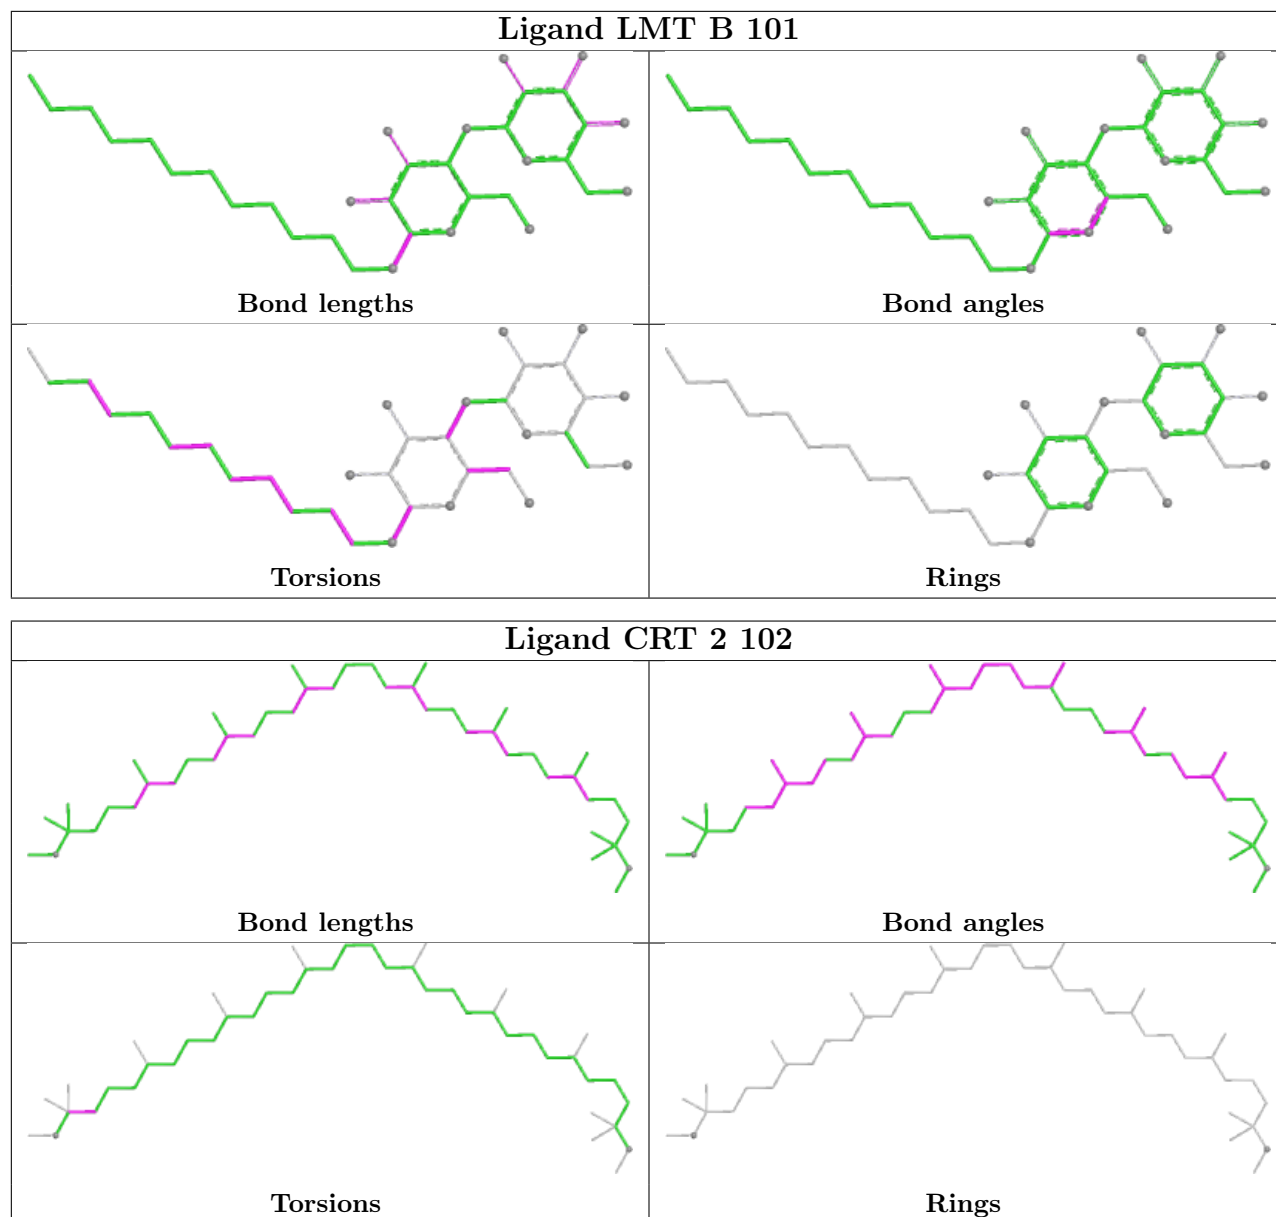 Ligand LMT B 101
Bond lengths
Bond angles
Torsions
Rings
Ligand CRT 2 102
Bond lengths
Bond angles
Torsions
Rings